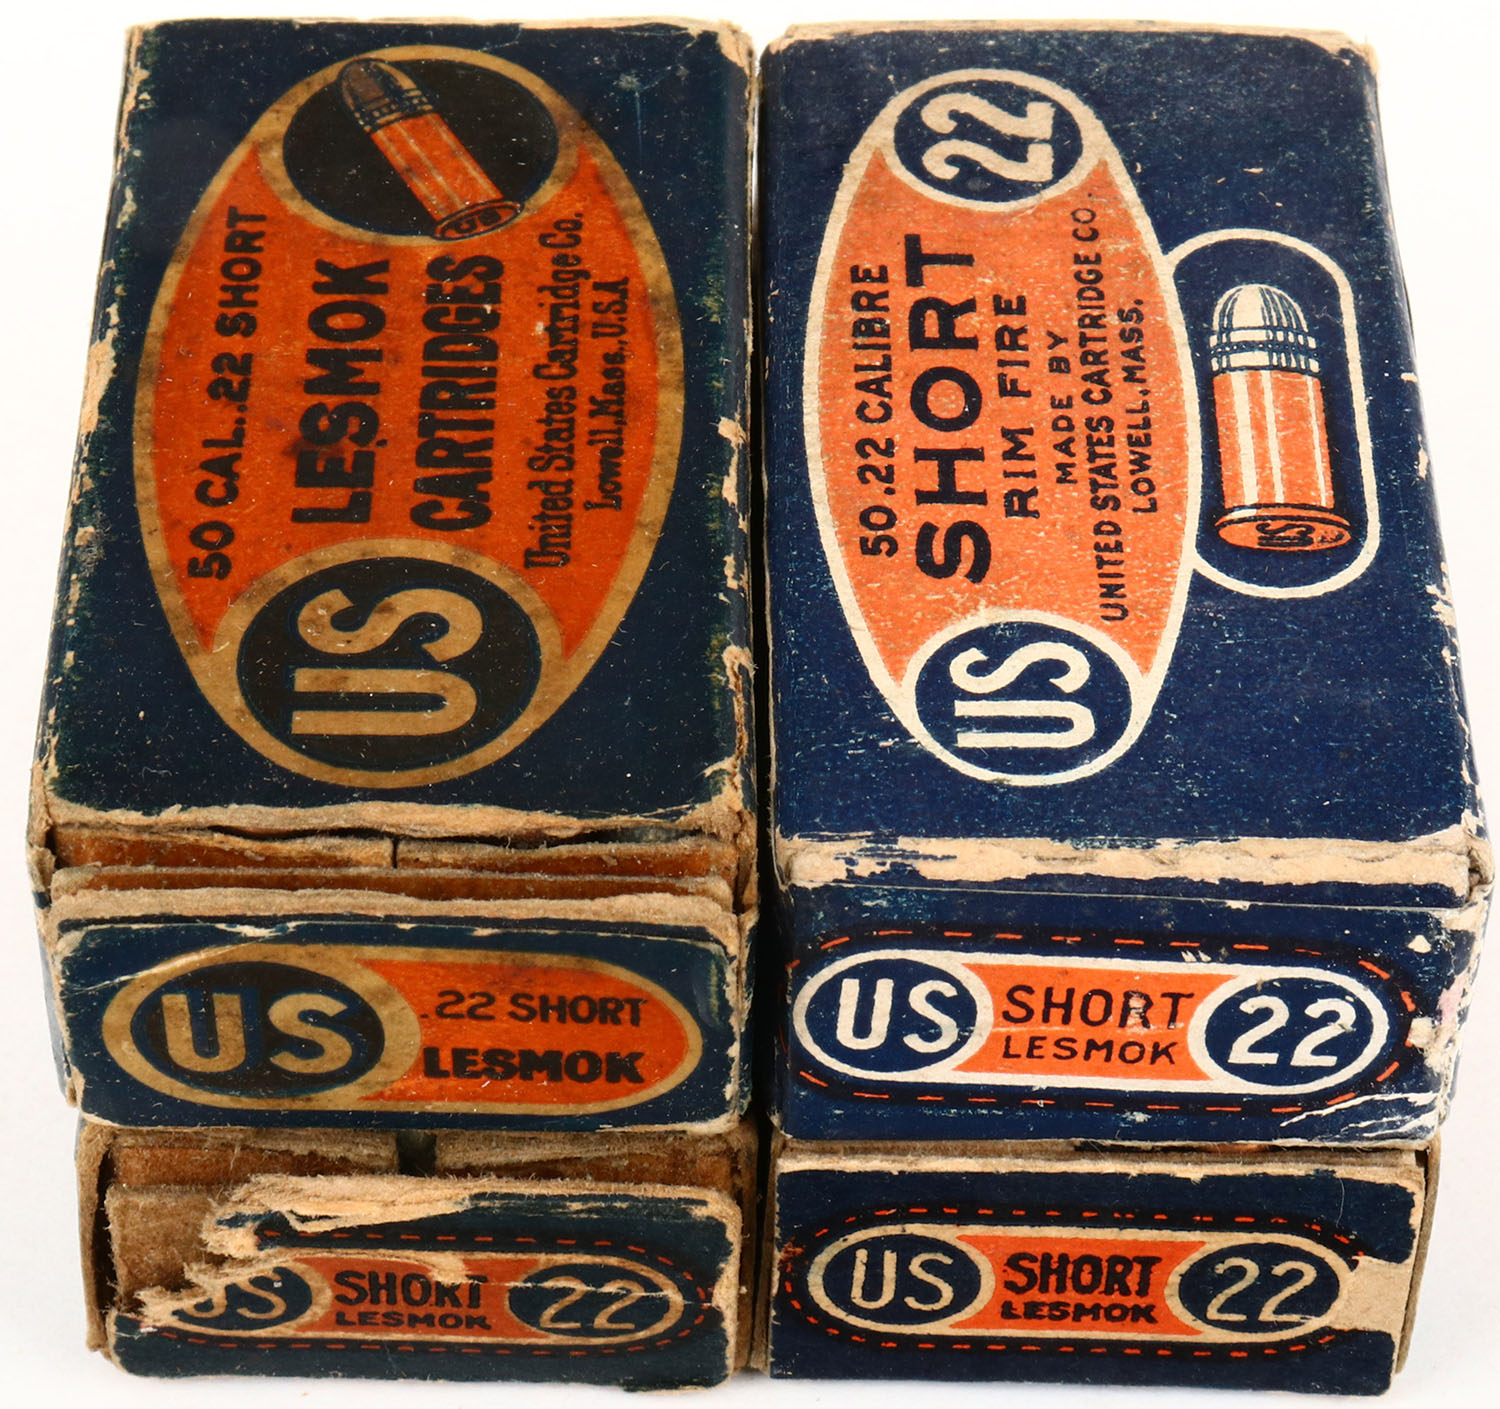 50 CAL. .22 SHORT
LESMOK
CARTRIDGES
United States Cartridge Co.
Lowell, Mass., U.S.A
US
US
22
50 .22 CALIBRE
SHORT
RIM FIRE
MADE BY
UNITED STATES CARTRIDGE CO.
LOWELL, MASS.
US
US
US
.22 SHORT
LESMOK
US
SHORT
LESMOK
22
US
SHORT
LESMOK
22
US
SHORT
LESMOK
22